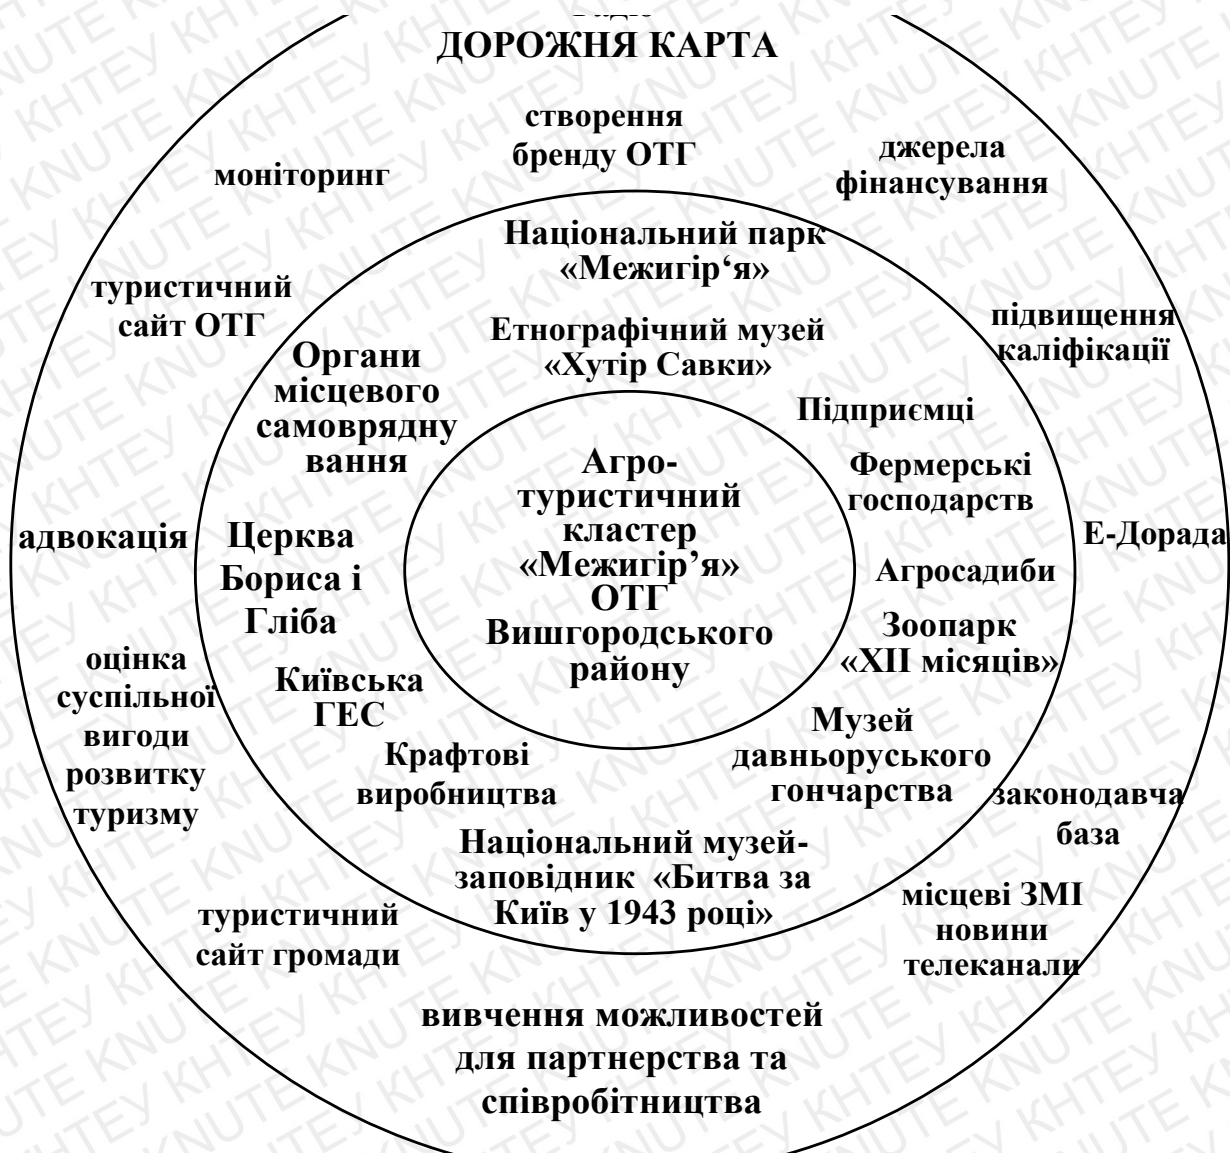 ДОРОЖНЯ КАРТА
створення
бренду ОТГ
джерела
фінансування
моніторинг
Національний парк
«Межигір‘я»
туристичний
сайт ОТГ
підвищення
каліфікації
Етнографічний музей
«Хутір Савки»
Органи
місцевого
самоврядну
вання
Підприємці
Фермерські
господарств
Агро-
туристичний
кластер
«Межигір’я»
ОТГ
Вишгородського
району
адвокація
Церква
Бориса і
Гліба
Е-Дорада
Агросадиби
Зоопарк
«XII місяців»
оцінка
суспільної
вигоди
розвитку
туризму
Київська
ГЕС
Крафтові
виробництва
Музей
давньоруського
гончарства
законодавча
база
Національний музей-
заповідник «Битва за
Київ у 1943 році»
місцеві ЗМІ
новини
телеканали
туристичний
сайт громади
вивчення можливостей
для партнерства та
співробітництва